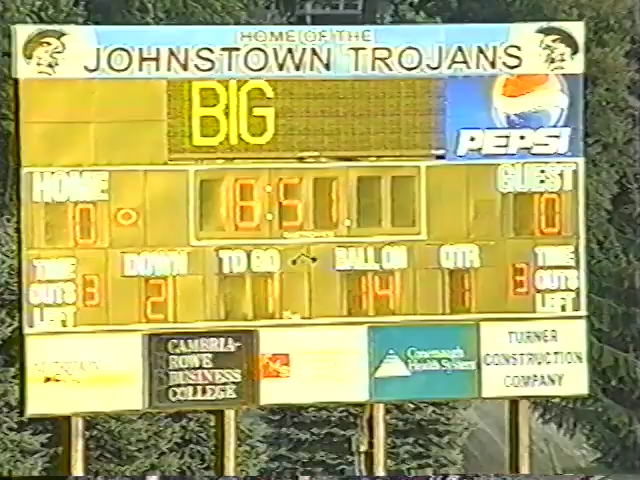 HOME OF THE
JOHNSTOWN TROJANS
BIG
PEPSI
HOME
GUEST
0
6:51
0
TIME OUTS LEFT 3
DOWN 2
TO GO 1
BALL ON 14
QTR 1
3 TIME OUTS LEFT
CAMBRIA-
ROWE
BUSINESS
COLLEGE
Conemaugh
Health System
TURNER
CONSTRUCTION
COMPANY